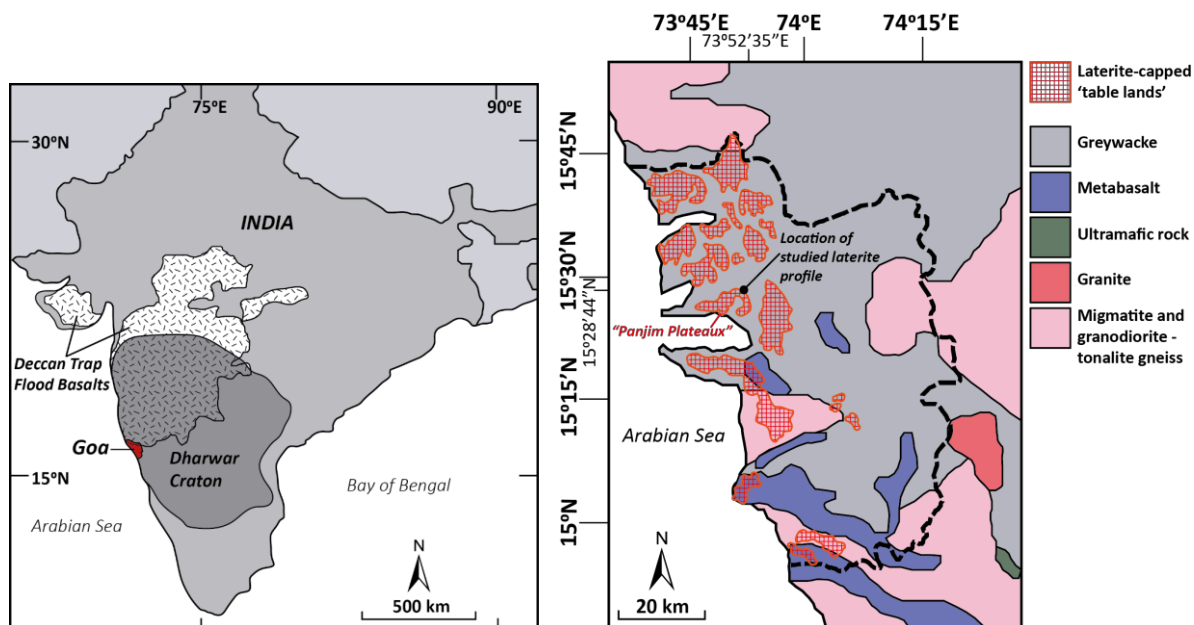 75ºE
90ºE
30ºN
INDIA
Deccan Trap
Flood Basalts
Goa
Dharwar
Craton
15ºN
Bay of Bengal
Arabian Sea
N
500 km
73º45’E
74ºE
74º15’E
73º52’35”E
15º45’N
15º30’N
15º28’44”N
15º15’N
15ºN
Location of
studied laterite
profile
“Panjim Plateaux”
Arabian Sea
N
20 km
Laterite-capped
‘table lands’
Greywacke
Metabasalt
Ultramafic rock
Granite
Migmatite and
granodiorite -
tonalite gneiss